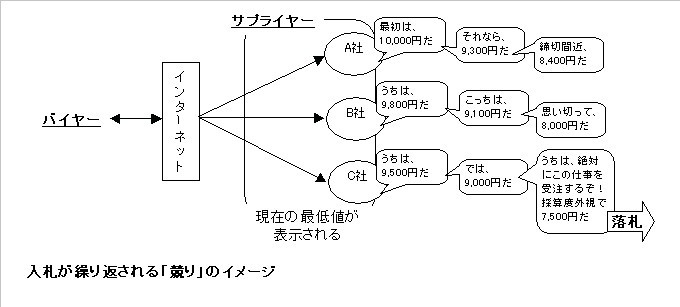 サプライヤー
バイヤー
インターネット
A社
最初は、
10,000円だ
それなら、
9,300円だ
締切間近、
8,400円だ
B社
うちは、
9,800円だ
こっちは、
9,100円だ
思い切って、
8,000円だ
C社
うちは、
9,500円だ
では、
9,000円だ
うちは、絶対
にこの仕事を
受注するぞ!
採算度外視で
7,500円だ
落札
現在の最低値が
表示される
入札が繰り返される「競り」のイメージ